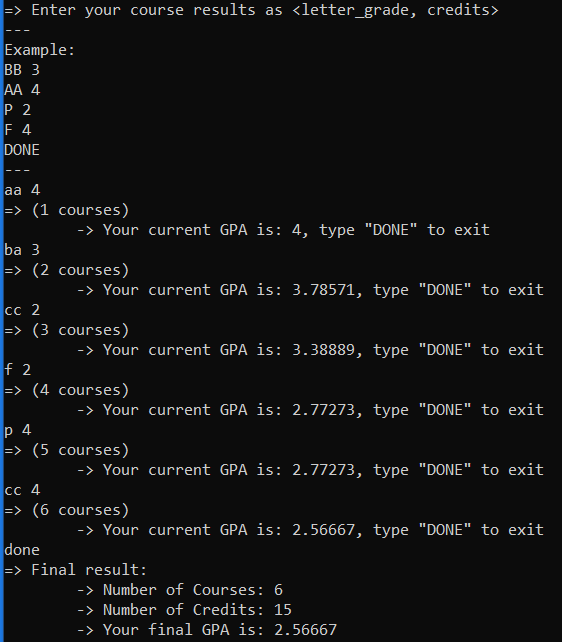 => Enter your course results as <letter_grade, credits>
---
Example:
BB 3
AA 4
P 2
F 4
DONE
---
aa 4
=> (1 courses)
        -> Your current GPA is: 4, type "DONE" to exit
ba 3
=> (2 courses)
        -> Your current GPA is: 3.78571, type "DONE" to exit
cc 2
=> (3 courses)
        -> Your current GPA is: 3.38889, type "DONE" to exit
f 2
=> (4 courses)
        -> Your current GPA is: 2.77273, type "DONE" to exit
p 4
=> (5 courses)
        -> Your current GPA is: 2.77273, type "DONE" to exit
cc 4
=> (6 courses)
        -> Your current GPA is: 2.56667, type "DONE" to exit
done
=> Final result:
        -> Number of Courses: 6
        -> Number of Credits: 15
        -> Your final GPA is: 2.56667